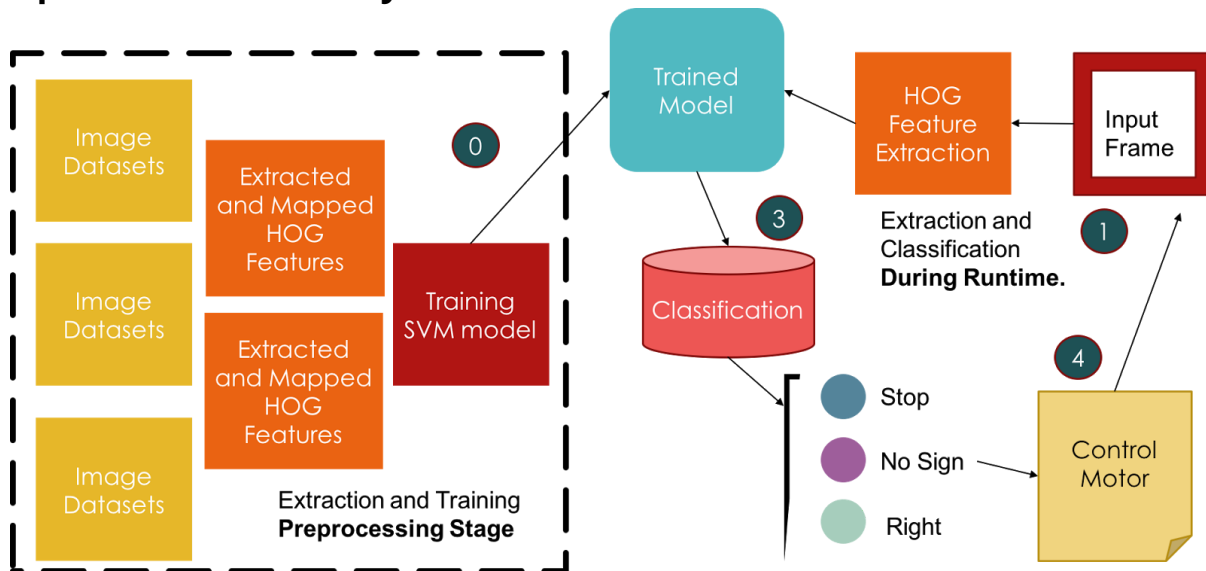 Image
Datasets
Extracted
and Mapped
HOG
Features
Image
Datasets
Training
SVM model
Extracted
and Mapped
HOG
Features
Image
Datasets
Extraction and Training
Preprocessing Stage
0
Trained
Model
HOG
Feature
Extraction
Input
Frame
1
Extraction and
Classification
During Runtime.
3
Classification
Stop
No Sign
Right
4
Control
Motor